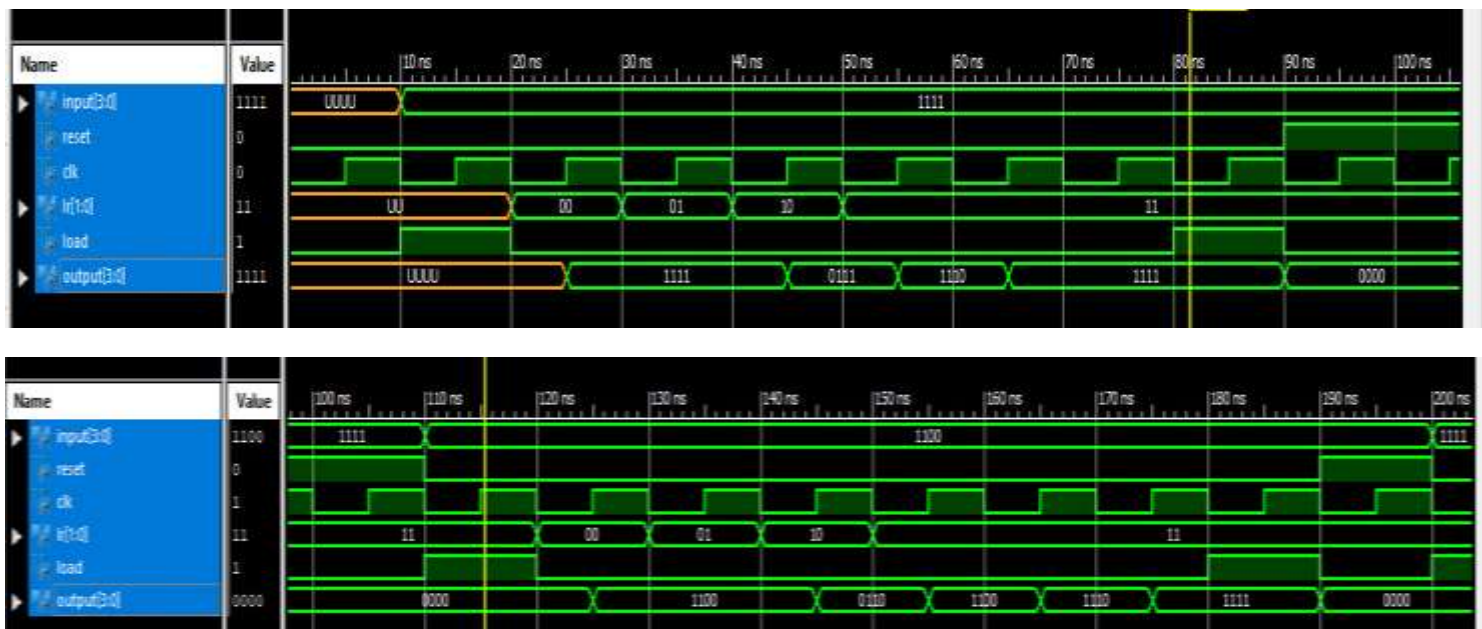 Name Value 10 ns 20 ns 30 ns 40 ns 50 ns 60 ns 70 ns 80 ns 90 ns 100 ns
input[3:0] 1111 UUUU 1111
reset 0
clk 0
lr[1:0] 11 UU 00 01 10 11
load 1
output[3:0] 1111 UUUU 1111 0111 1110 1111 0000
Name Value 100 ns 110 ns 120 ns 130 ns 140 ns 150 ns 160 ns 170 ns 180 ns 190 ns 200 ns
input[3:0] 1100 1111 1100 1111
reset 0
clk 1
lr[1:0] 11 11 00 01 10 11
load 1
output[3:0] 0000 0000 1100 0110 1100 1110 1111 0000